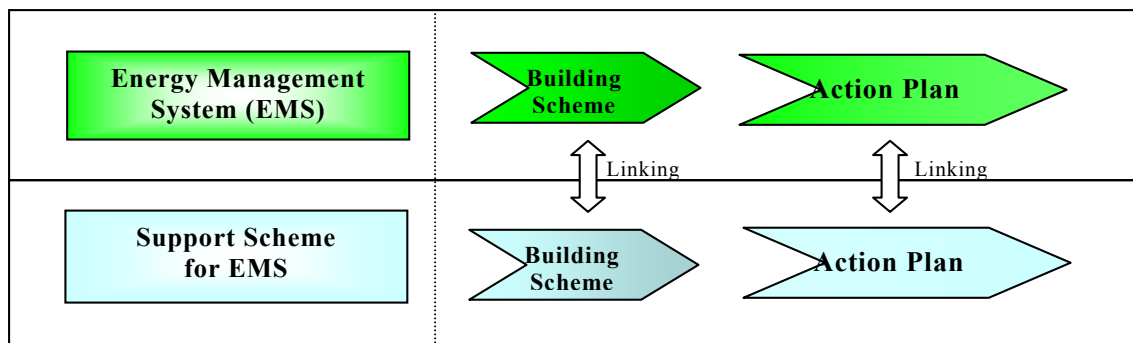 Energy Management
System (EMS)
Building
Scheme
Action Plan
Linking
Linking
Support Scheme
for EMS
Building
Scheme
Action Plan